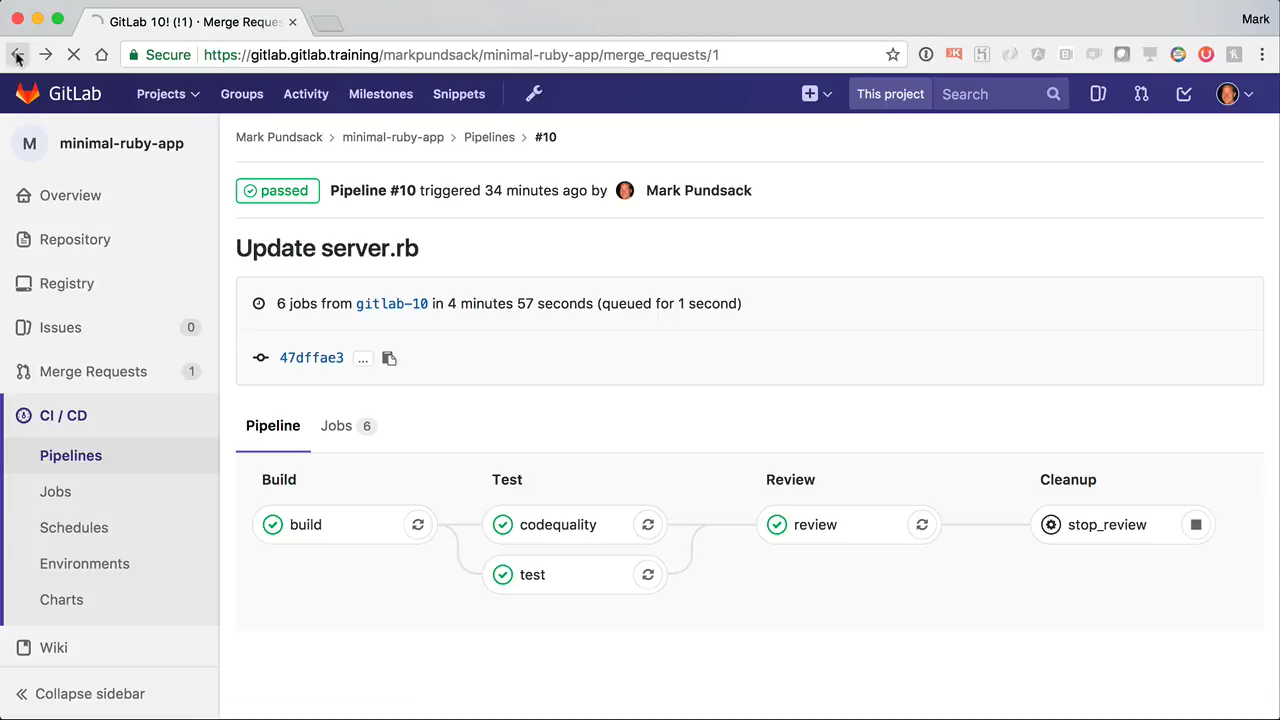 GitLab 10! (!1) · Merge Reques
Mark
Secure https://gitlab.gitlab.training/markpundsack/minimal-ruby-app/merge_requests/1
GitLab Projects Groups Activity Milestones Snippets This project Search
M minimal-ruby-app
Overview
Repository
Registry
Issues 0
Merge Requests 1
CI / CD
Pipelines
Jobs
Schedules
Environments
Charts
Wiki
Collapse sidebar
Mark Pundsack > minimal-ruby-app > Pipelines > #10
passed Pipeline #10 triggered 34 minutes ago by Mark Pundsack
Update server.rb
6 jobs from gitlab-10 in 4 minutes 57 seconds (queued for 1 second)
47dffae3 ...
Pipeline Jobs 6
Build Test Review Cleanup
build codequality review stop_review
test